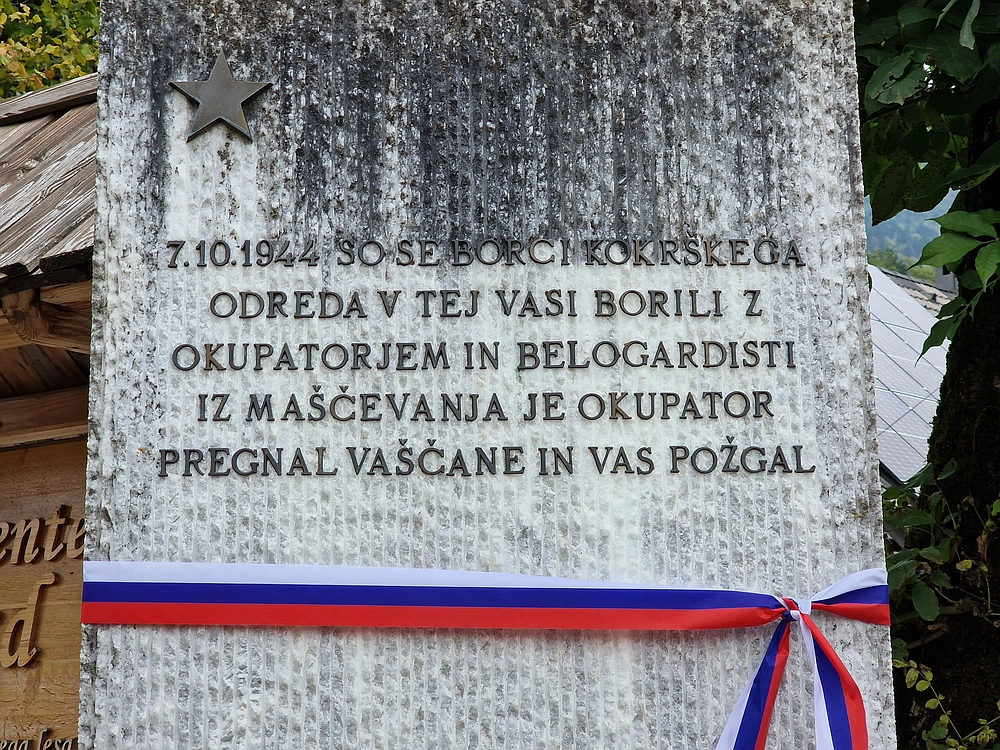 7.10.1944 SO SE BORCI KOKRŠKEGA
ODREDA V TEJ VASI BORILI Z
OKUPATORJEM IN BELOGARDISTI
IZ MAŠČEVANJA JE OKUPATOR
PREGNAL VAŠČANE IN VAS POŽGAL